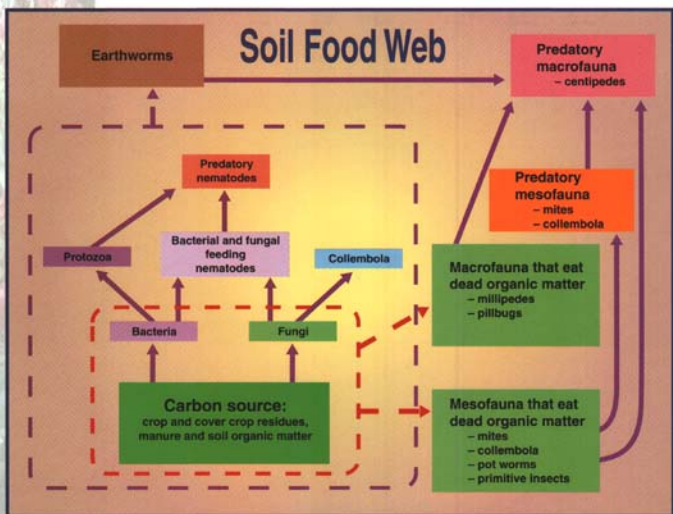 Soil Food Web
Earthworms
Predatory
macrofauna
– centipedes
Predatory
nematodes
Predatory
mesofauna
– mites
– collembola
Protozoa
Bacterial and fungal
feeding
nematodes
Collembola
Macrofauna that eat
dead organic matter
– millipedes
– pillbugs
Bacteria
Fungi
Carbon source:
crop and cover crop residues,
manure and soil organic matter
Mesofauna that eat
dead organic matter
– mites
– collembola
– pot worms
– primitive insects